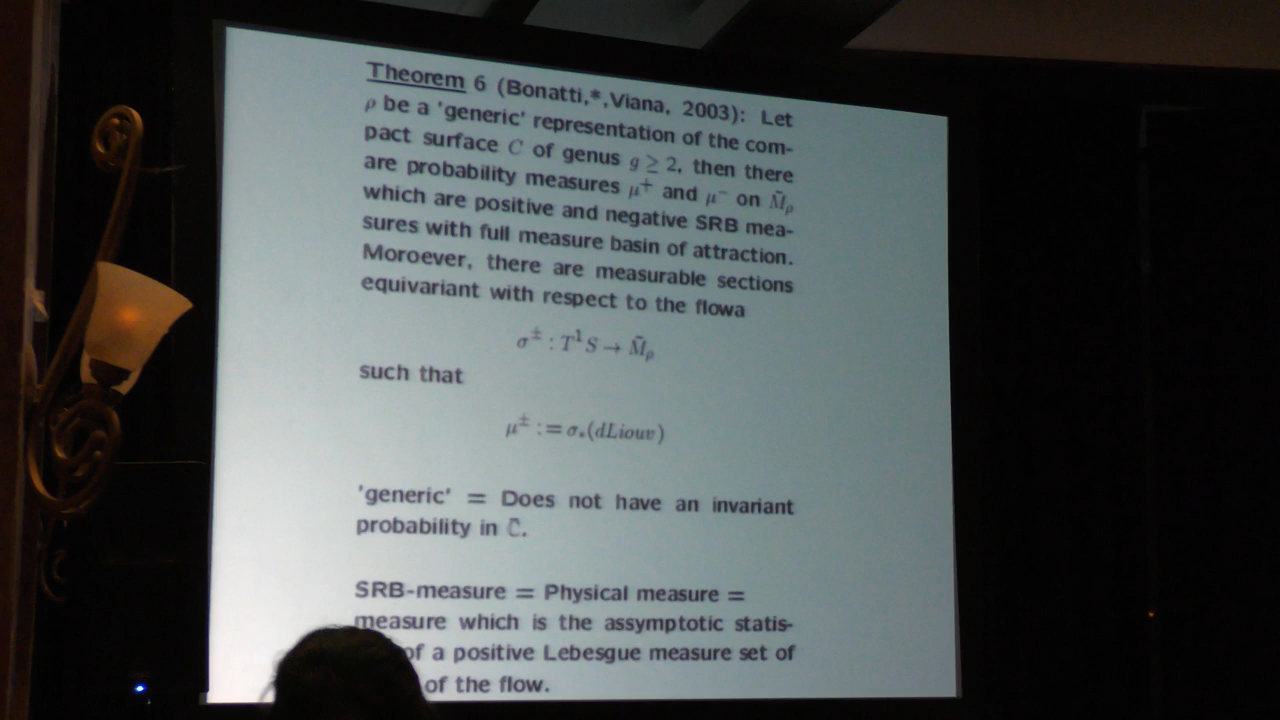 Theorem 6 (Bonatti,*,Viana, 2003): Let
ρ be a 'generic' representation of the com-
pact surface C of genus g ≥ 2, then there
are probability measures μ⁺ and μ⁻ on M̃ρ
which are positive and negative SRB mea-
sures with full measure basin of attraction.
Moroever, there are measurable sections
equivariant with respect to the flowa
σ± : T¹S → M̃ρ
such that
μ± := σ*(dLiouv)
'generic' = Does not have an invariant
probability in ℂ.
SRB-measure = Physical measure =
measure which is the assymptotic statis-
of a positive Lebesgue measure set of
of the flow.